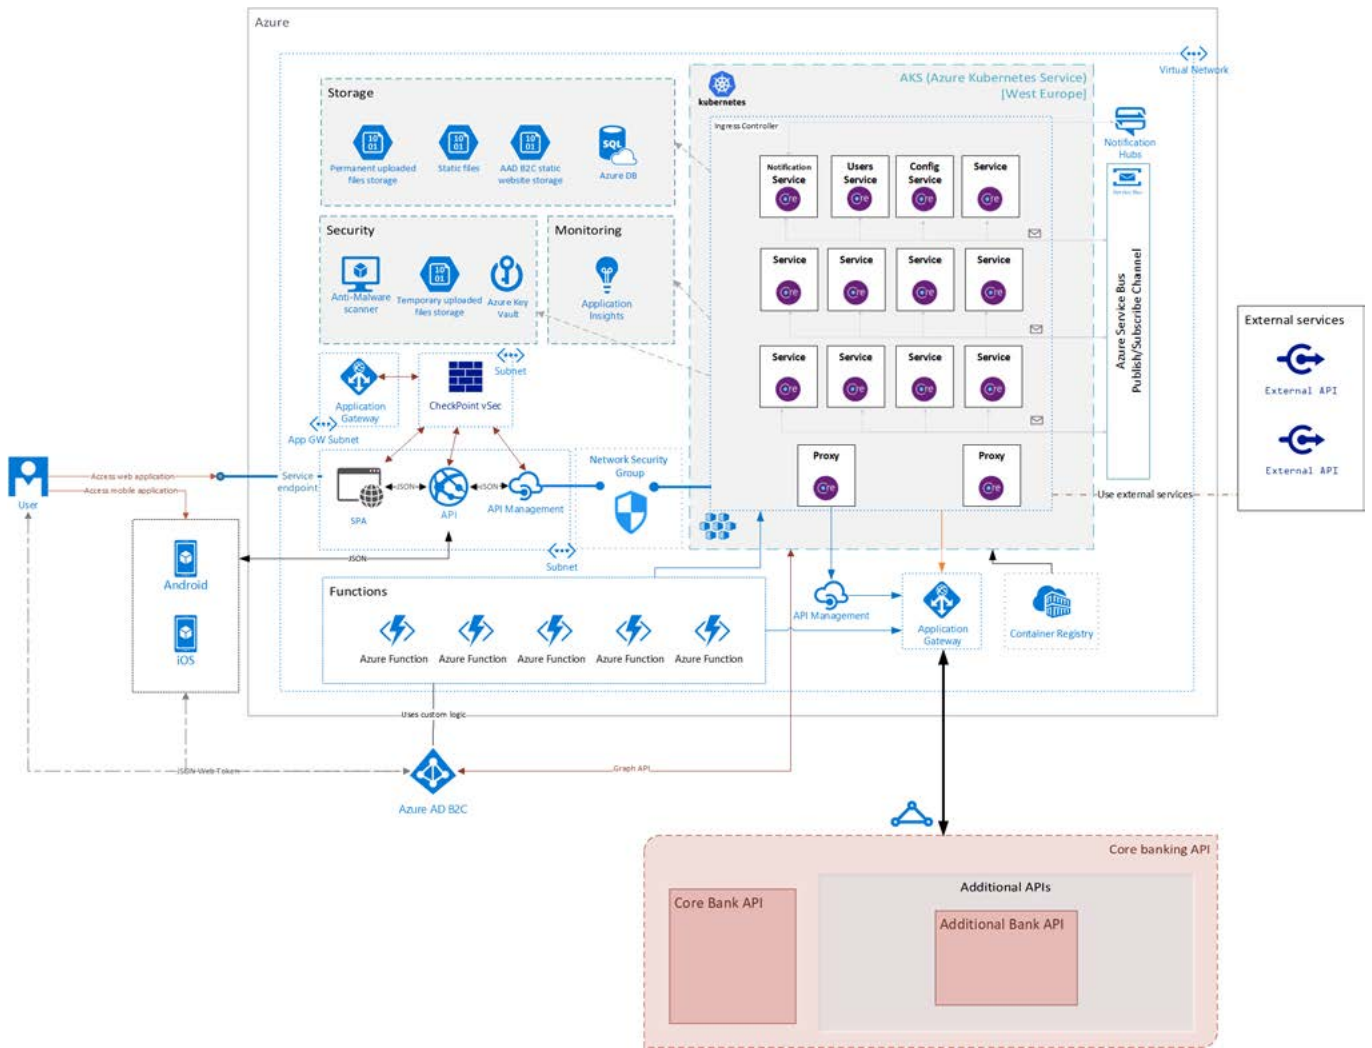 Azure
Virtual Network
Storage
Permanent uploaded
files storage
Static files
AAD B2C static
website storage
SQL
Azure DB
Security
Anti-Malware
scanner
Temporary uploaded
files storage
Azure Key
Vault
Monitoring
Application
Insights
kubernetes
AKS (Azure Kubernetes Service)
[West Europe]
Ingress Controller
Notification
Service
Users
Service
Config
Service
Service
Service
Service
Service
Service
Service
Service
Service
Service
Proxy
Proxy
Notification
Hubs
Service Bus
Azure Service Bus
Publish/Subscribe Channel
External services
External API
External API
Use external services
Application
Gateway
App GW Subnet
CheckPoint vSec
Subnet
User
Access web application
Access mobile application
Service
endpoint
SPA
JSON
API
JSON
API Management
Subnet
Network Security
Group
Android
iOS
JSON
Functions
Azure Function
Azure Function
Azure Function
Azure Function
Azure Function
API Management
Application
Gateway
Container Registry
Uses custom logic
JSON Web Token
Graph API
Azure AD B2C
Core banking API
Core Bank API
Additional APIs
Additional Bank API